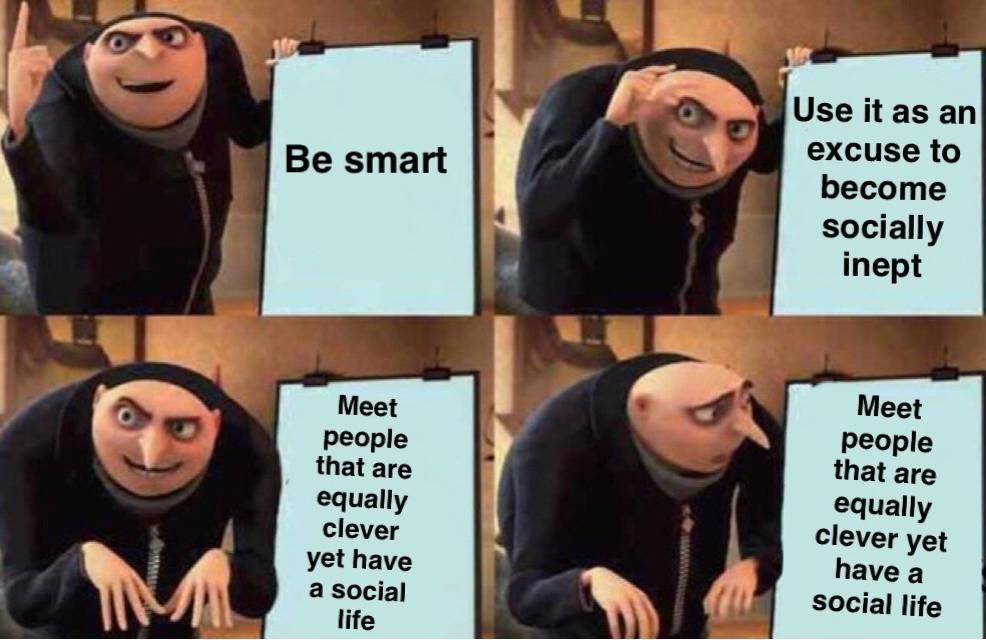 Be smart
Use it as an
excuse to
become
socially
inept
Meet
people
that are
equally
clever
yet have
a social
life
Meet
people
that are
equally
clever yet
have a
social life